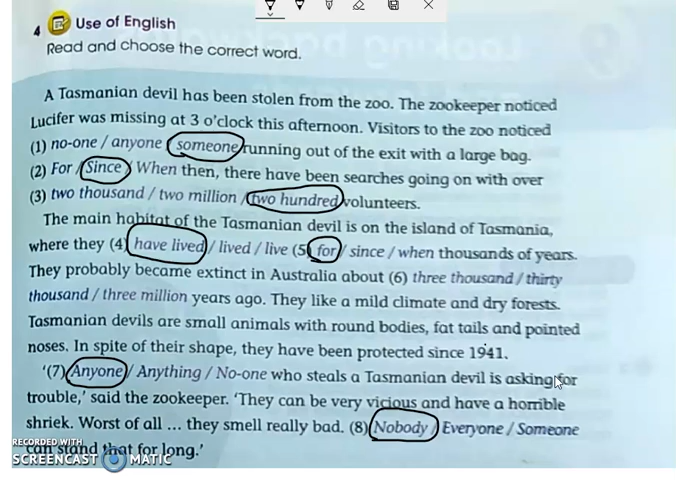 4 Use of English
Read and choose the correct word.
A Tasmanian devil has been stolen from the zoo. The zookeeper noticed
Lucifer was missing at 3 o'clock this afternoon. Visitors to the zoo noticed
(1) no-one / anyone / someone running out of the exit with a large bag.
(2) For / Since / When then, there have been searches going on with over
(3) two thousand / two million / two hundred volunteers.
The main habitat of the Tasmanian devil is on the island of Tasmania,
where they (4) have lived / lived / live (5) for / since / when thousands of years.
They probably became extinct in Australia about (6) three thousand / thirty
thousand / three million years ago. They like a mild climate and dry forests.
Tasmanian devils are small animals with round bodies, fat tails and pointed
noses. In spite of their shape, they have been protected since 1941.
'(7) Anyone / Anything / No-one who steals a Tasmanian devil is asking for
trouble,' said the zookeeper. 'They can be very vicious and have a horrible
shriek. Worst of all ... they smell really bad. (8) Nobody / Everyone / Someone
can stand that for long.'
RECORDED WITH
SCREENCAST MATIC